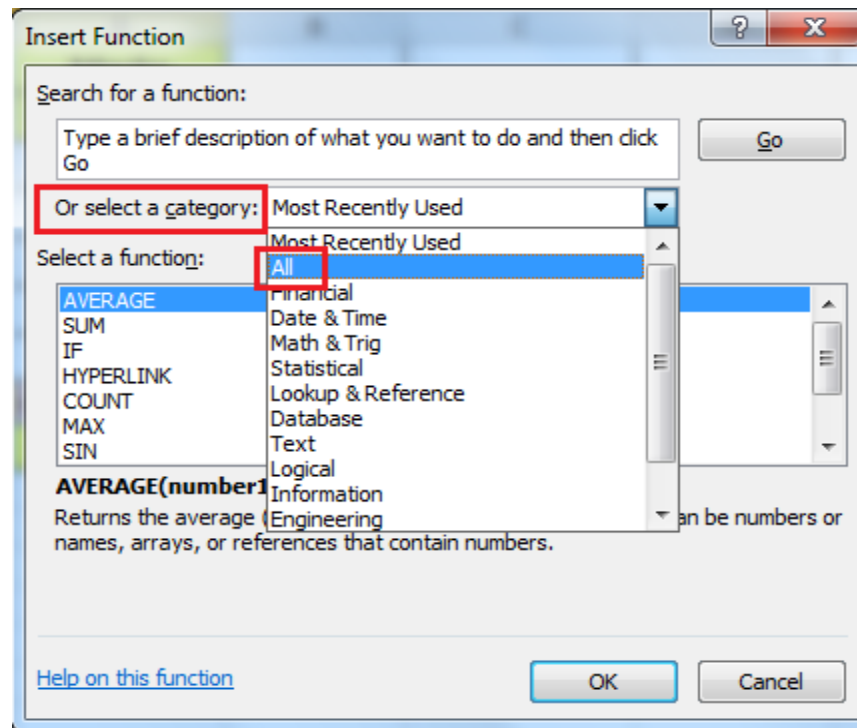 Insert Function
?
X
Search for a function:
Type a brief description of what you want to do and then click
Go
Go
Or select a category: Most Recently Used
Most Recently Used
All
Financial
Date & Time
Math & Trig
Statistical
Lookup & Reference
Database
Text
Logical
Information
Engineering
Select a function:
AVERAGE
SUM
IF
HYPERLINK
COUNT
MAX
SIN
AVERAGE(number1
Returns the average ( an be numbers or
names, arrays, or references that contain numbers.
Help on this function
OK
Cancel